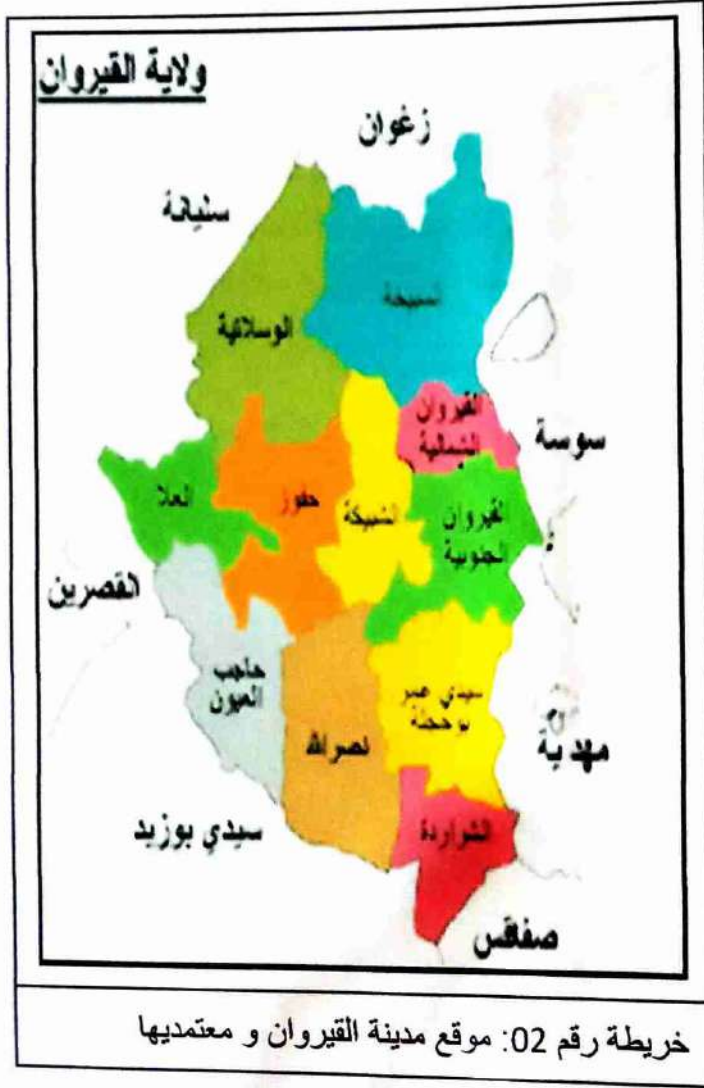 ولاية القيروان
زغوان
سليانة
السبيخة
الوسلاتية
القيروان
الشمالية
سوسة
العلا
حفوز
الشبيكة
القيروان
الجنوبية
القصرين
حاجب
العيون
نصرالله
سيدي عمر
بوحجلة
مهدية
سيدي بوزيد
الشراردة
صفاقس
خريطة رقم 02: موقع مدينة القيروان و معتمديها